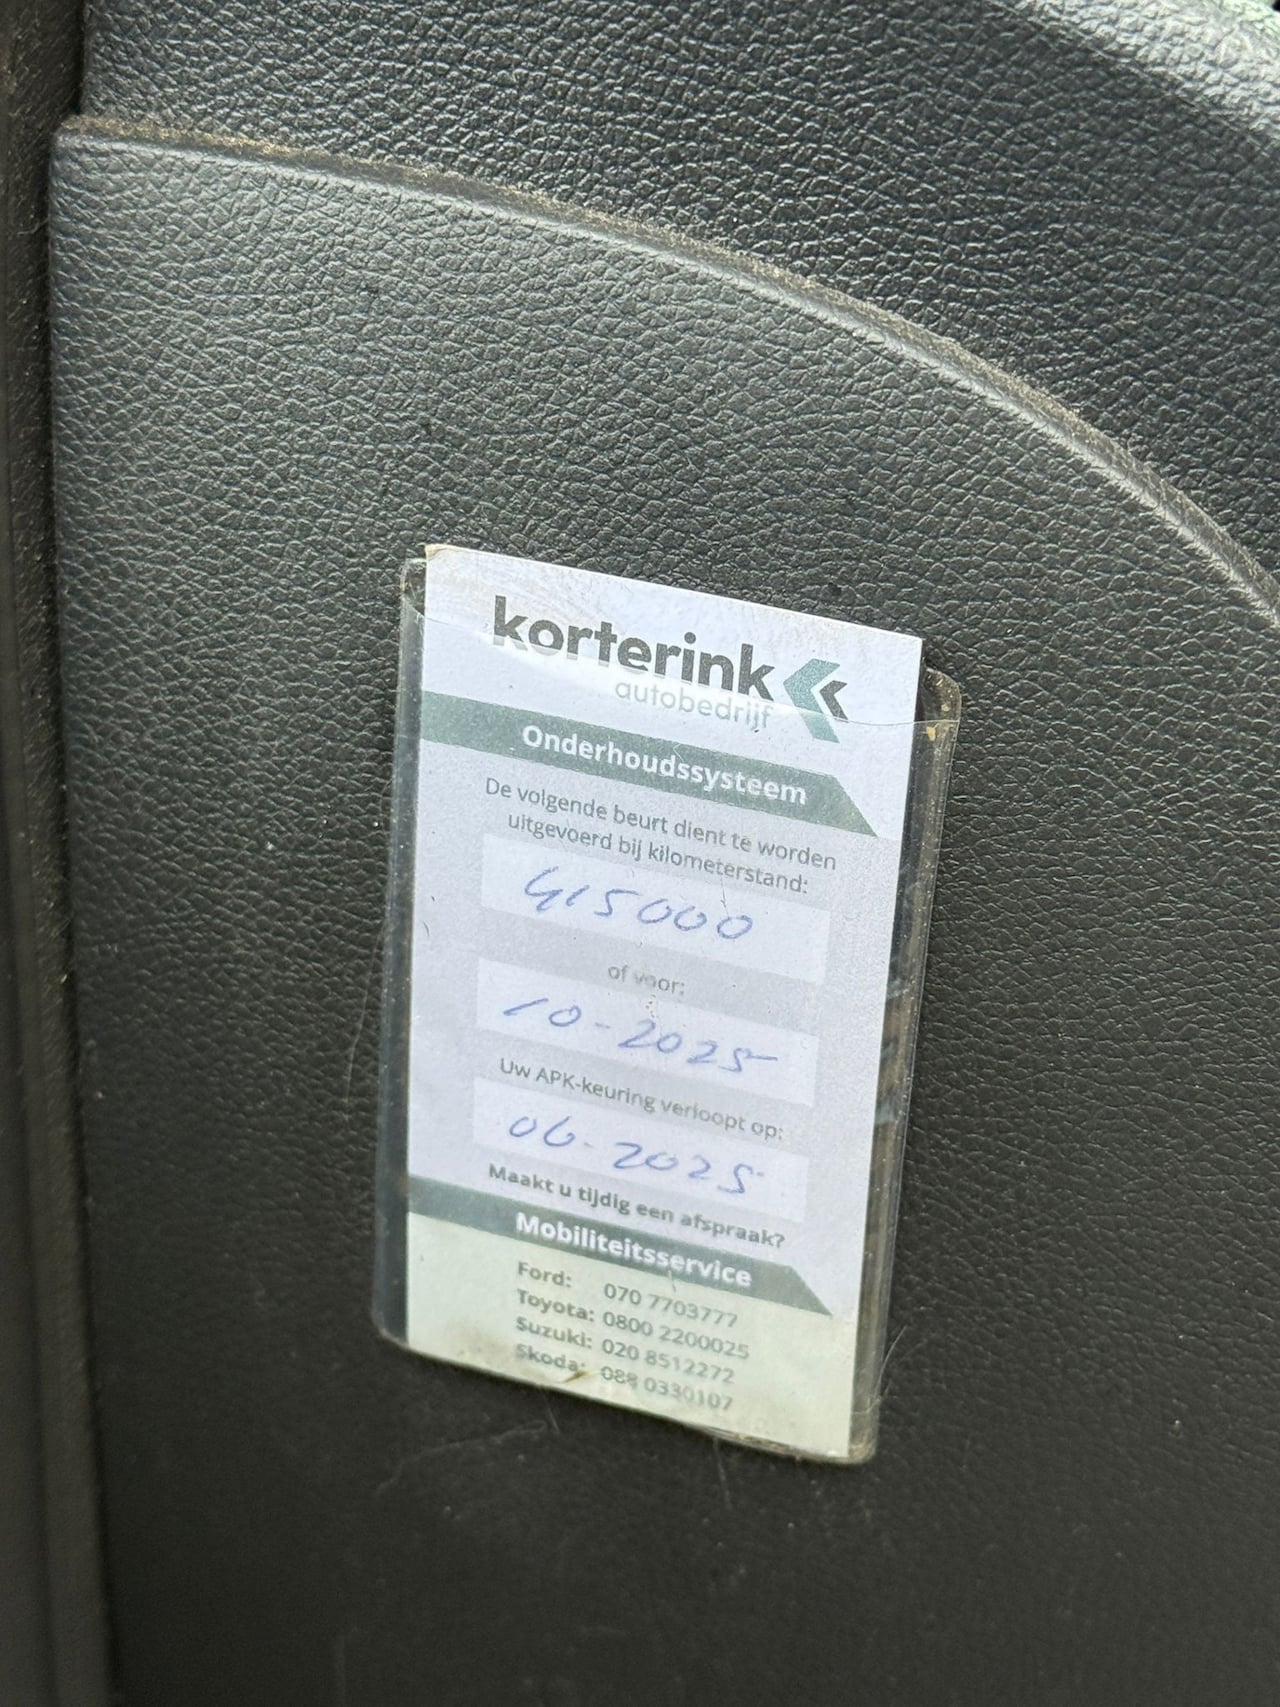 korterink
autobedrijf
Onderhoudssysteem
De volgende beurt dient te worden
uitgevoerd bij kilometerstand:
415000
of voor:
10-2025
Uw APK-keuring verloopt op:
06-2025
Maakt u tijdig een afspraak?
Mobiliteitsservice
Ford: 070 7703777
Toyota: 0800 2200025
Suzuki: 020 8512272
Skoda: 088 0330107